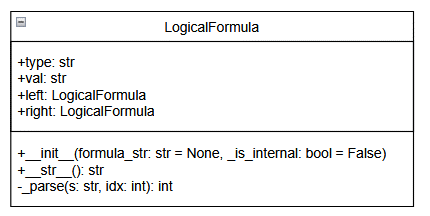 LogicalFormula
+type: str
+val: str
+left: LogicalFormula
+right: LogicalFormula
+__init__(formula_str: str = None, _is_internal: bool = False)
+__str__(): str
-_parse(s: str, idx: int): int